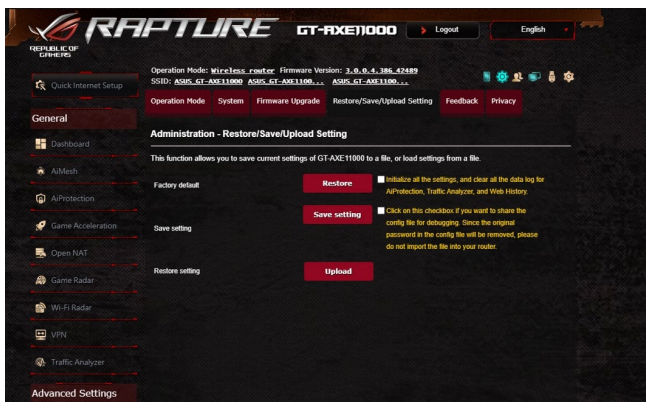 RAPTURE GT-AXE11000 Logout English
REPUBLIC OF
GAMERS
Operation Mode: Wireless router Firmware Version: 3.0.0.4.386_42489
SSID: ASUS_GT-AXE11000 ASUS_GT-AXE1100... ASUS_GT-AXE1100...
Quick Internet Setup
Operation Mode System Firmware Upgrade Restore/Save/Upload Setting Feedback Privacy
General
Administration - Restore/Save/Upload Setting
Dashboard
This function allows you to save current settings of GT-AXE11000 to a file, or load settings from a file.
AiMesh
Factory default Restore Initialize all the settings, and clear all the data log for
AiProtection, Traffic Analyzer, and Web History.
AiProtection
Save setting Save setting Click on this checkbox if you want to share the
config file for debugging. Since the original
password in the config file will be removed, please
do not import the file into your router.
Game Acceleration
Open NAT
Restore setting Upload
Game Radar
Wi-Fi Radar
VPN
Traffic Analyzer
Advanced Settings